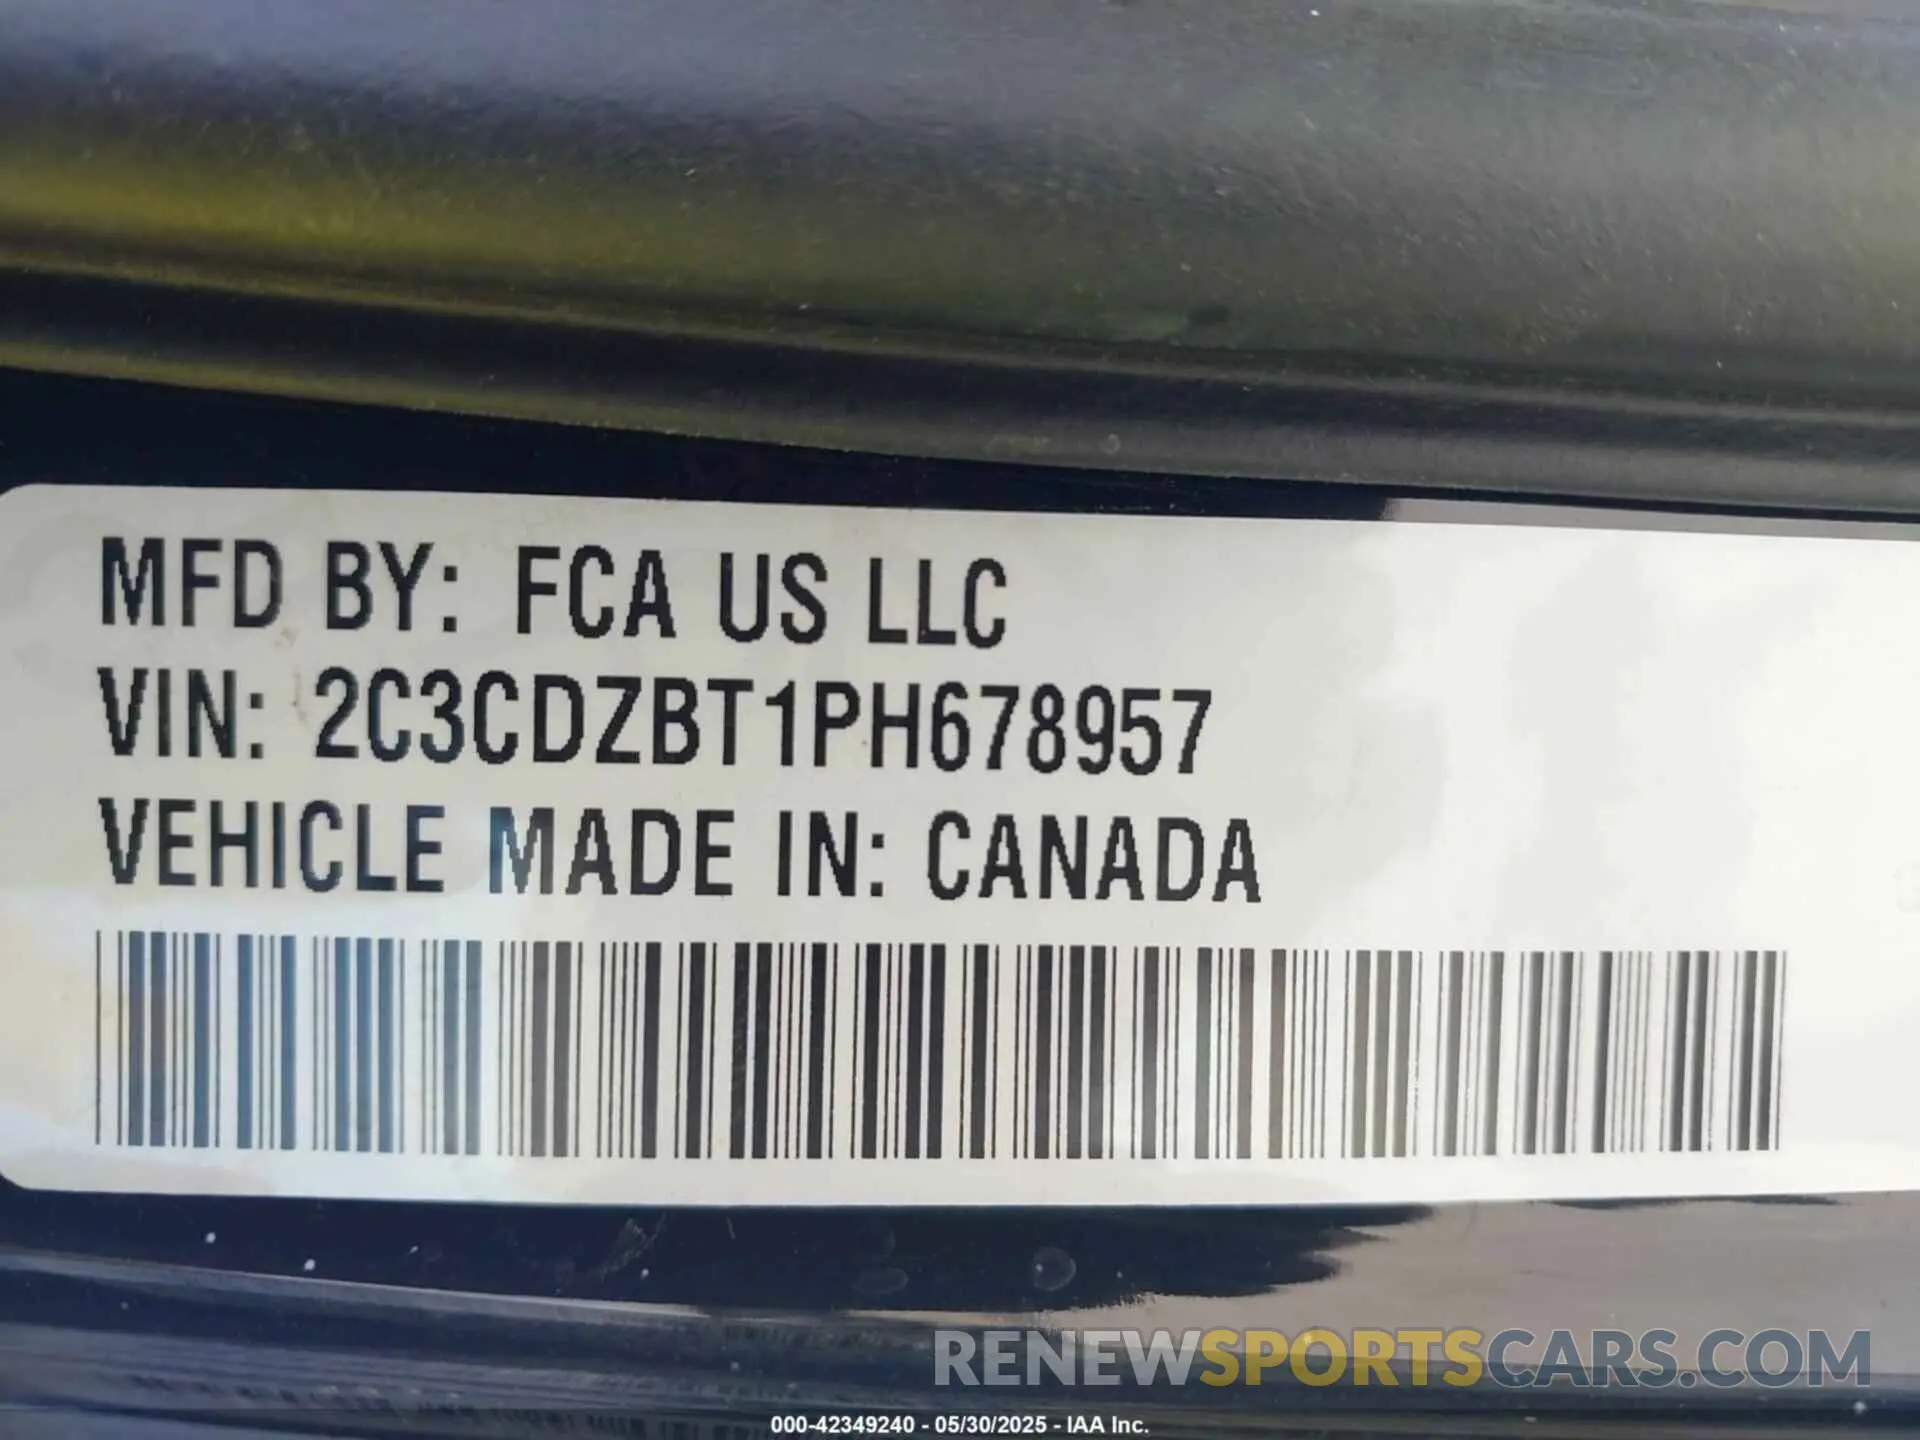 MFD BY: FCA US LLC
VIN: 2C3CDZBT1PH678957
VEHICLE MADE IN: CANADA
RENEWSPORTSCARS.COM
000-42349240 - 05/30/2025 - IAA Inc.